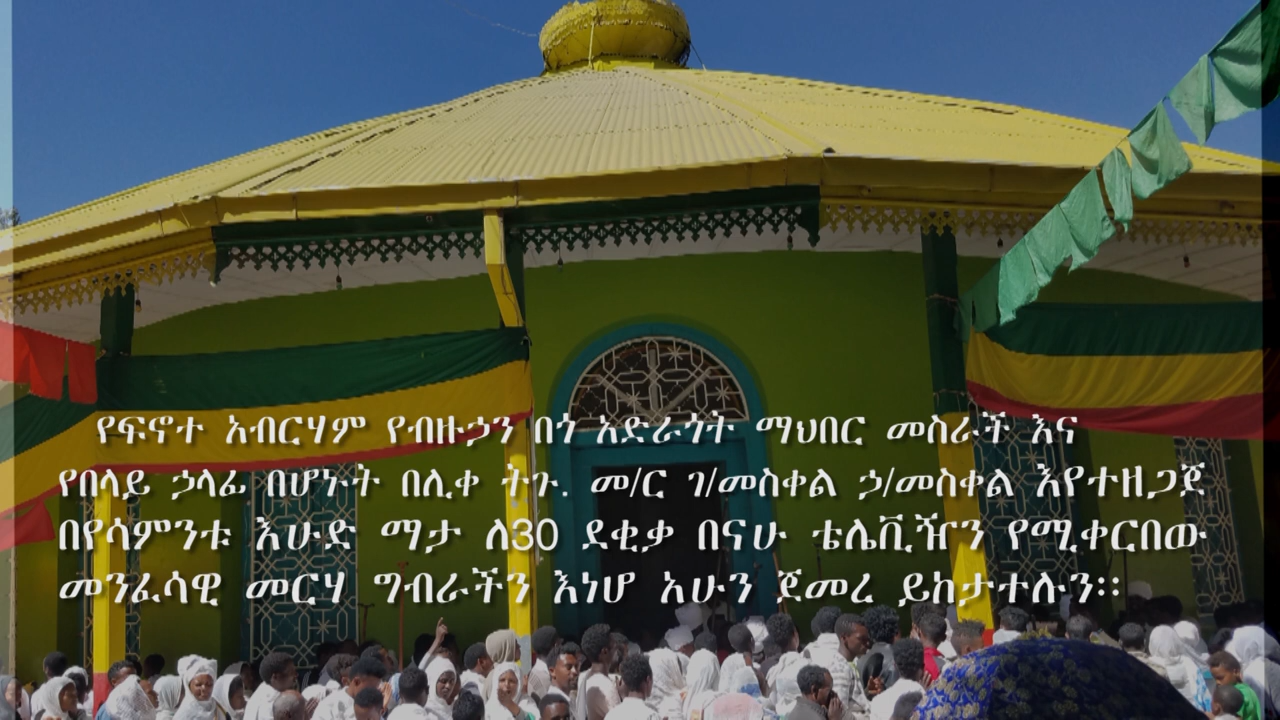 የፍኖተ አብርሃም የብዙኃን በጎ አድራጎት ማህበር መስራች እና
የበላይ ኃላፊ በሆኑት በሊቀ ትጉ. መ/ር ገ/መስቀል ኃ/መስቀል እየተዘጋጀ
በየሳምንቱ እሁድ ማታ ለ30 ደቂቃ በናሁ ቴሌቪዥን የሚቀርበው
መንፈሳዊ መርሃ ግብራችን እነሆ አሁን ጀመረ ይከታተሉን፡፡